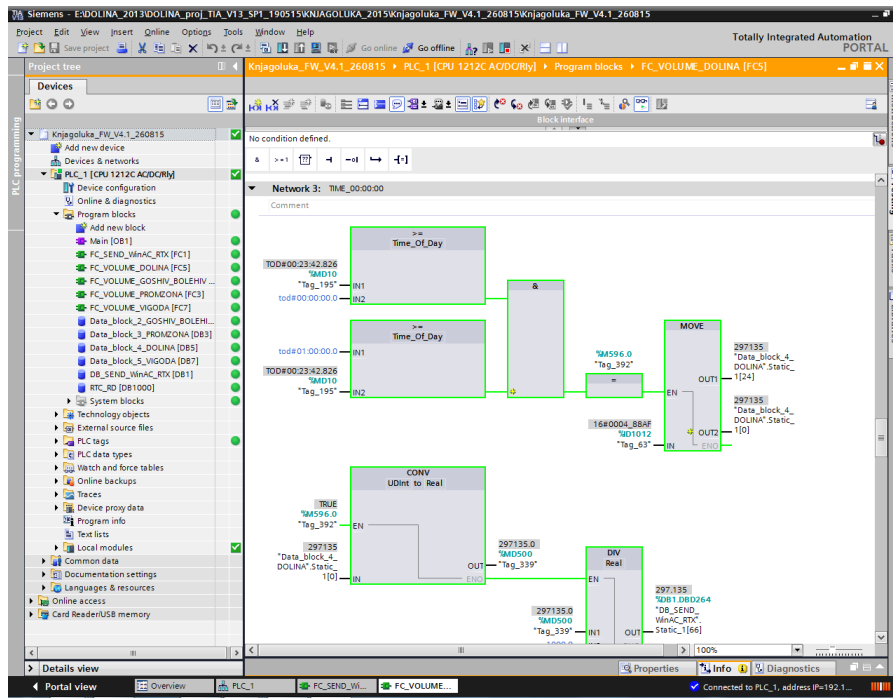 Siemens - E:\DOLINA_2013\DOLINA_proj_TIA_V13_SP1_190515\KNJAGOLUKA_2015\Knjagoluka_FW_V4.1_260815\Knjagoluka_FW_V4.1_260815
Project Edit View Insert Online Options Tools Window Help
Totally Integrated Automation
PORTAL
Save project
Go online
Go offline
Project tree
Knjagoluka_FW_V4.1_260815
PLC_1 [CPU 1212C AC/DC/Rly]
Program blocks
FC_VOLUME_DOLINA [FC5]
Devices
PLC programming
Knjagoluka_FW_V4.1_260815
Add new device
Devices & networks
PLC_1 [CPU 1212C AC/DC/Rly]
Device configuration
Online & diagnostics
Program blocks
Add new block
Main [OB1]
FC_SEND_WinAC_RTX [FC1]
FC_VOLUME_DOLINA [FC5]
FC_VOLUME_GOSHIV_BOLEHIV ...
FC_VOLUME_PROMZONA [FC3]
FC_VOLUME_VIGODA [FC7]
Data_block_2_GOSHIV_BOLEHI...
Data_block_3_PROMZONA [DB3]
Data_block_4_DOLINA [DB5]
Data_block_5_VIGODA [DB7]
DB_SEND_WinAC_RTX [DB1]
RTC_RD [DB1000]
System blocks
Technology objects
External source files
PLC tags
PLC data types
Watch and force tables
Online backups
Traces
Device proxy data
Program info
Text lists
Local modules
Common data
Documentation settings
Languages & resources
Online access
Card Reader/USB memory
Details view
Block interface
No condition defined.
& >=1 ??
Network 3: TIME_00:00:00
Comment
>=
Time_Of_Day
TOD#00:23:42.826
%MD10
"Tag_195" IN1
tod#00:00:00.0 IN2
&
>=
Time_Of_Day
tod#01:00:00.0 IN1
TOD#00:23:42.826
%MD10
"Tag_195" IN2
%M596.0
"Tag_392"
=
MOVE
EN
OUT1
297135
"Data_block_4_
DOLINA".Static_
1[24]
297135
"Data_block_4_
DOLINA".Static_
1[0]
OUT2
16#0004_88AF
%ID1012
"Tag_63" IN
ENO
CONV
UDInt to Real
TRUE
%M596.0
"Tag_392" EN
297135
"Data_block_4_
DOLINA".Static_
1[0] IN
OUT
ENO
297135.0
%MD500
"Tag_339"
DIV
Real
EN
297135.0
%MD500
"Tag_339" IN1
OUT
297.135
%DB1.DBD264
"DB_SEND_
WinAC_RTX".
Static_1[66]
100%
Properties
Info
Diagnostics
Portal view
Overview
PLC_1
FC_SEND_Wi...
FC_VOLUME...
Connected to PLC_1, address IP=192.1...